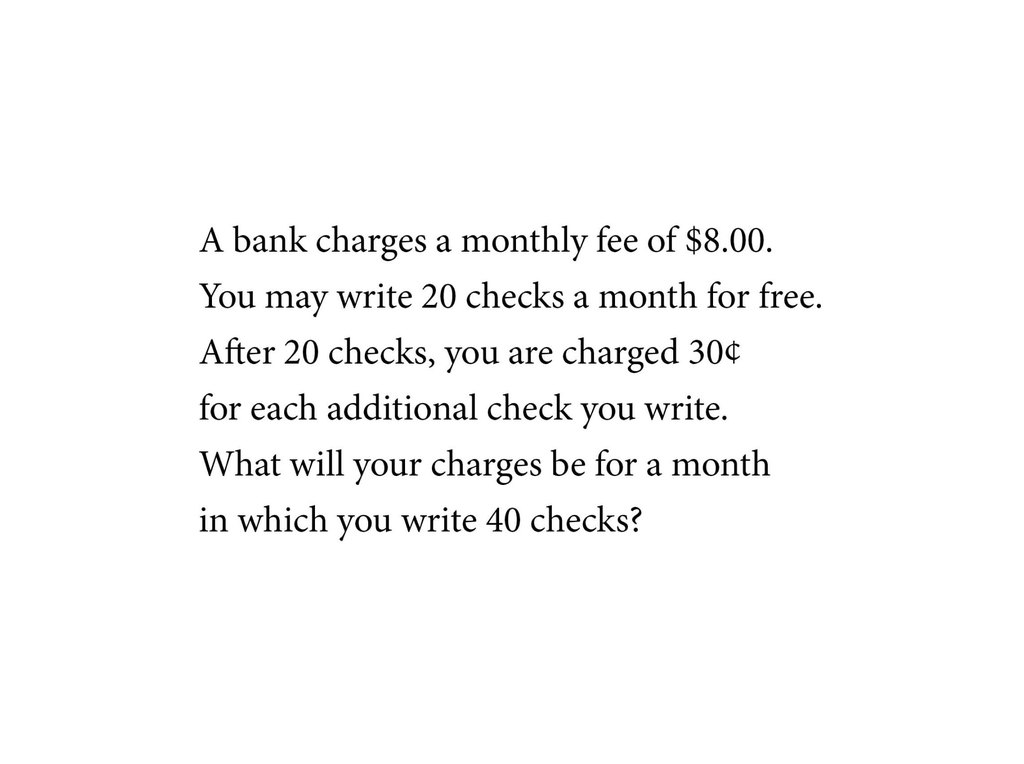 A bank charges a monthly fee of $8.00.
You may write 20 checks a month for free.
After 20 checks, you are charged 30¢
for each additional check you write.
What will your charges be for a month
in which you write 40 checks?